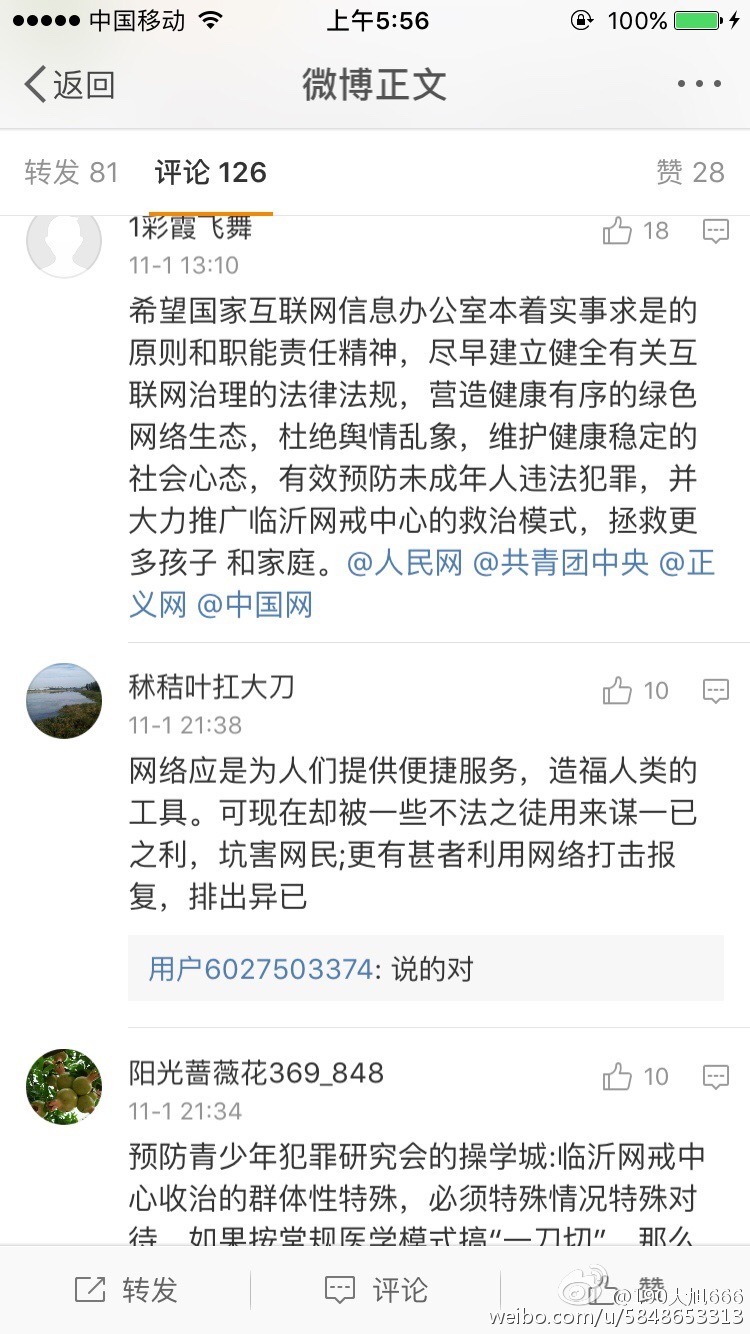 中国移动 上午5:56 100%
返回 微博正文
转发 81 评论 126 赞 28
1彩霞飞舞 18
11-1 13:10
希望国家互联网信息办公室本着实事求是的
原则和职能责任精神，尽早建立健全有关互
联网治理的法律法规，营造健康有序的绿色
网络生态，杜绝舆情乱象，维护健康稳定的
社会心态，有效预防未成年人违法犯罪，并
大力推广临沂网戒中心的救治模式，拯救更
多孩子 和家庭。@人民网 @共青团中央 @正
义网 @中国网
秫秸叶扛大刀 10
11-1 21:38
网络应是为人们提供便捷服务，造福人类的
工具。可现在却被一些不法之徒用来谋一已
之利，坑害网民;更有甚者利用网络打击报
复，排出异已
用户6027503374: 说的对
阳光蔷薇花369_848 10
11-1 21:34
预防青少年犯罪研究会的操学城:临沂网戒中
心收治的群体性特殊，必须特殊情况特殊对
待，如果按常规医学模式搞“一刀切”，那么
转发 评论 赞
@190大旭666
weibo.com/u/5848653313